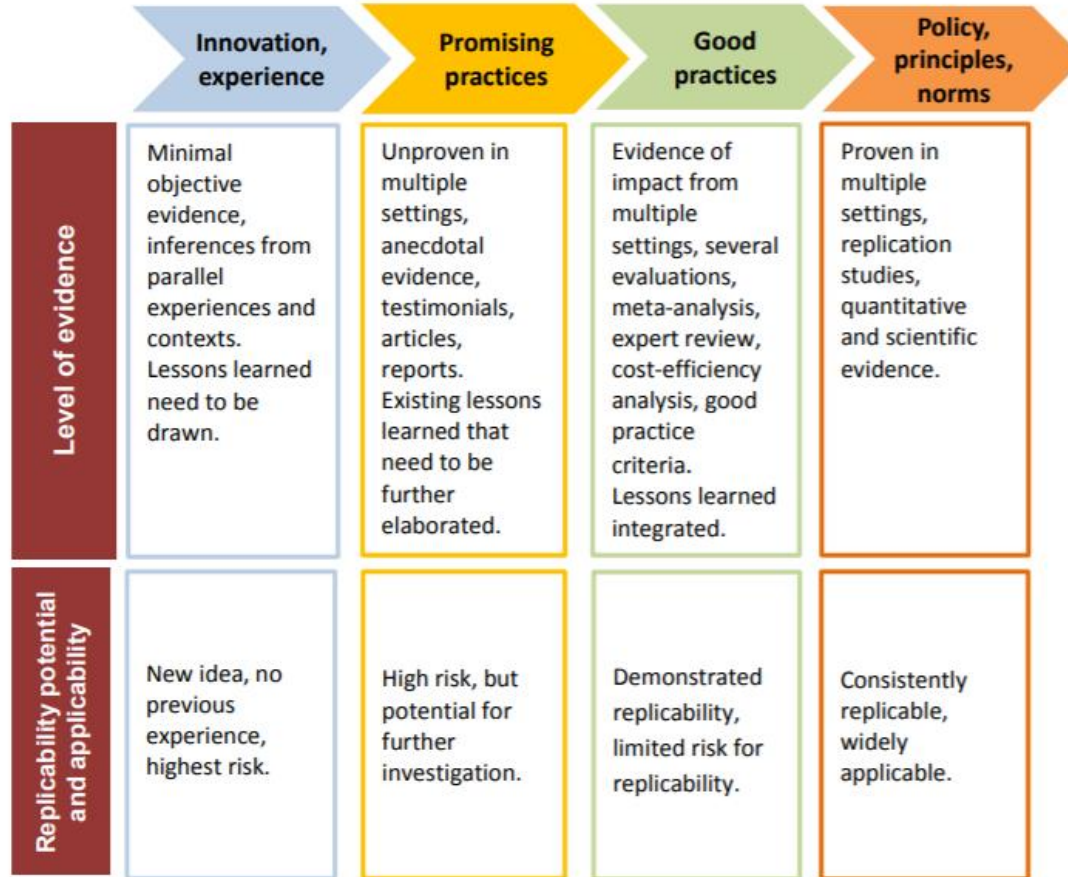 Innovation,
experience
Promising
practices
Good
practices
Policy,
principles,
norms
Level of evidence
Minimal
objective
evidence,
inferences from
parallel
experiences and
contexts.
Lessons learned
need to be
drawn.
Unproven in
multiple
settings,
anecdotal
evidence,
testimonials,
articles,
reports.
Existing lessons
learned that
need to be
further
elaborated.
Evidence of
impact from
multiple
settings, several
evaluations,
meta-analysis,
expert review,
cost-efficiency
analysis, good
practice
criteria.
Lessons learned
integrated.
Proven in
multiple
settings,
replication
studies,
quantitative
and scientific
evidence.
Replicability potential
and applicability
New idea, no
previous
experience,
highest risk.
High risk, but
potential for
further
investigation.
Demonstrated
replicability,
limited risk for
replicability.
Consistently
replicable,
widely
applicable.